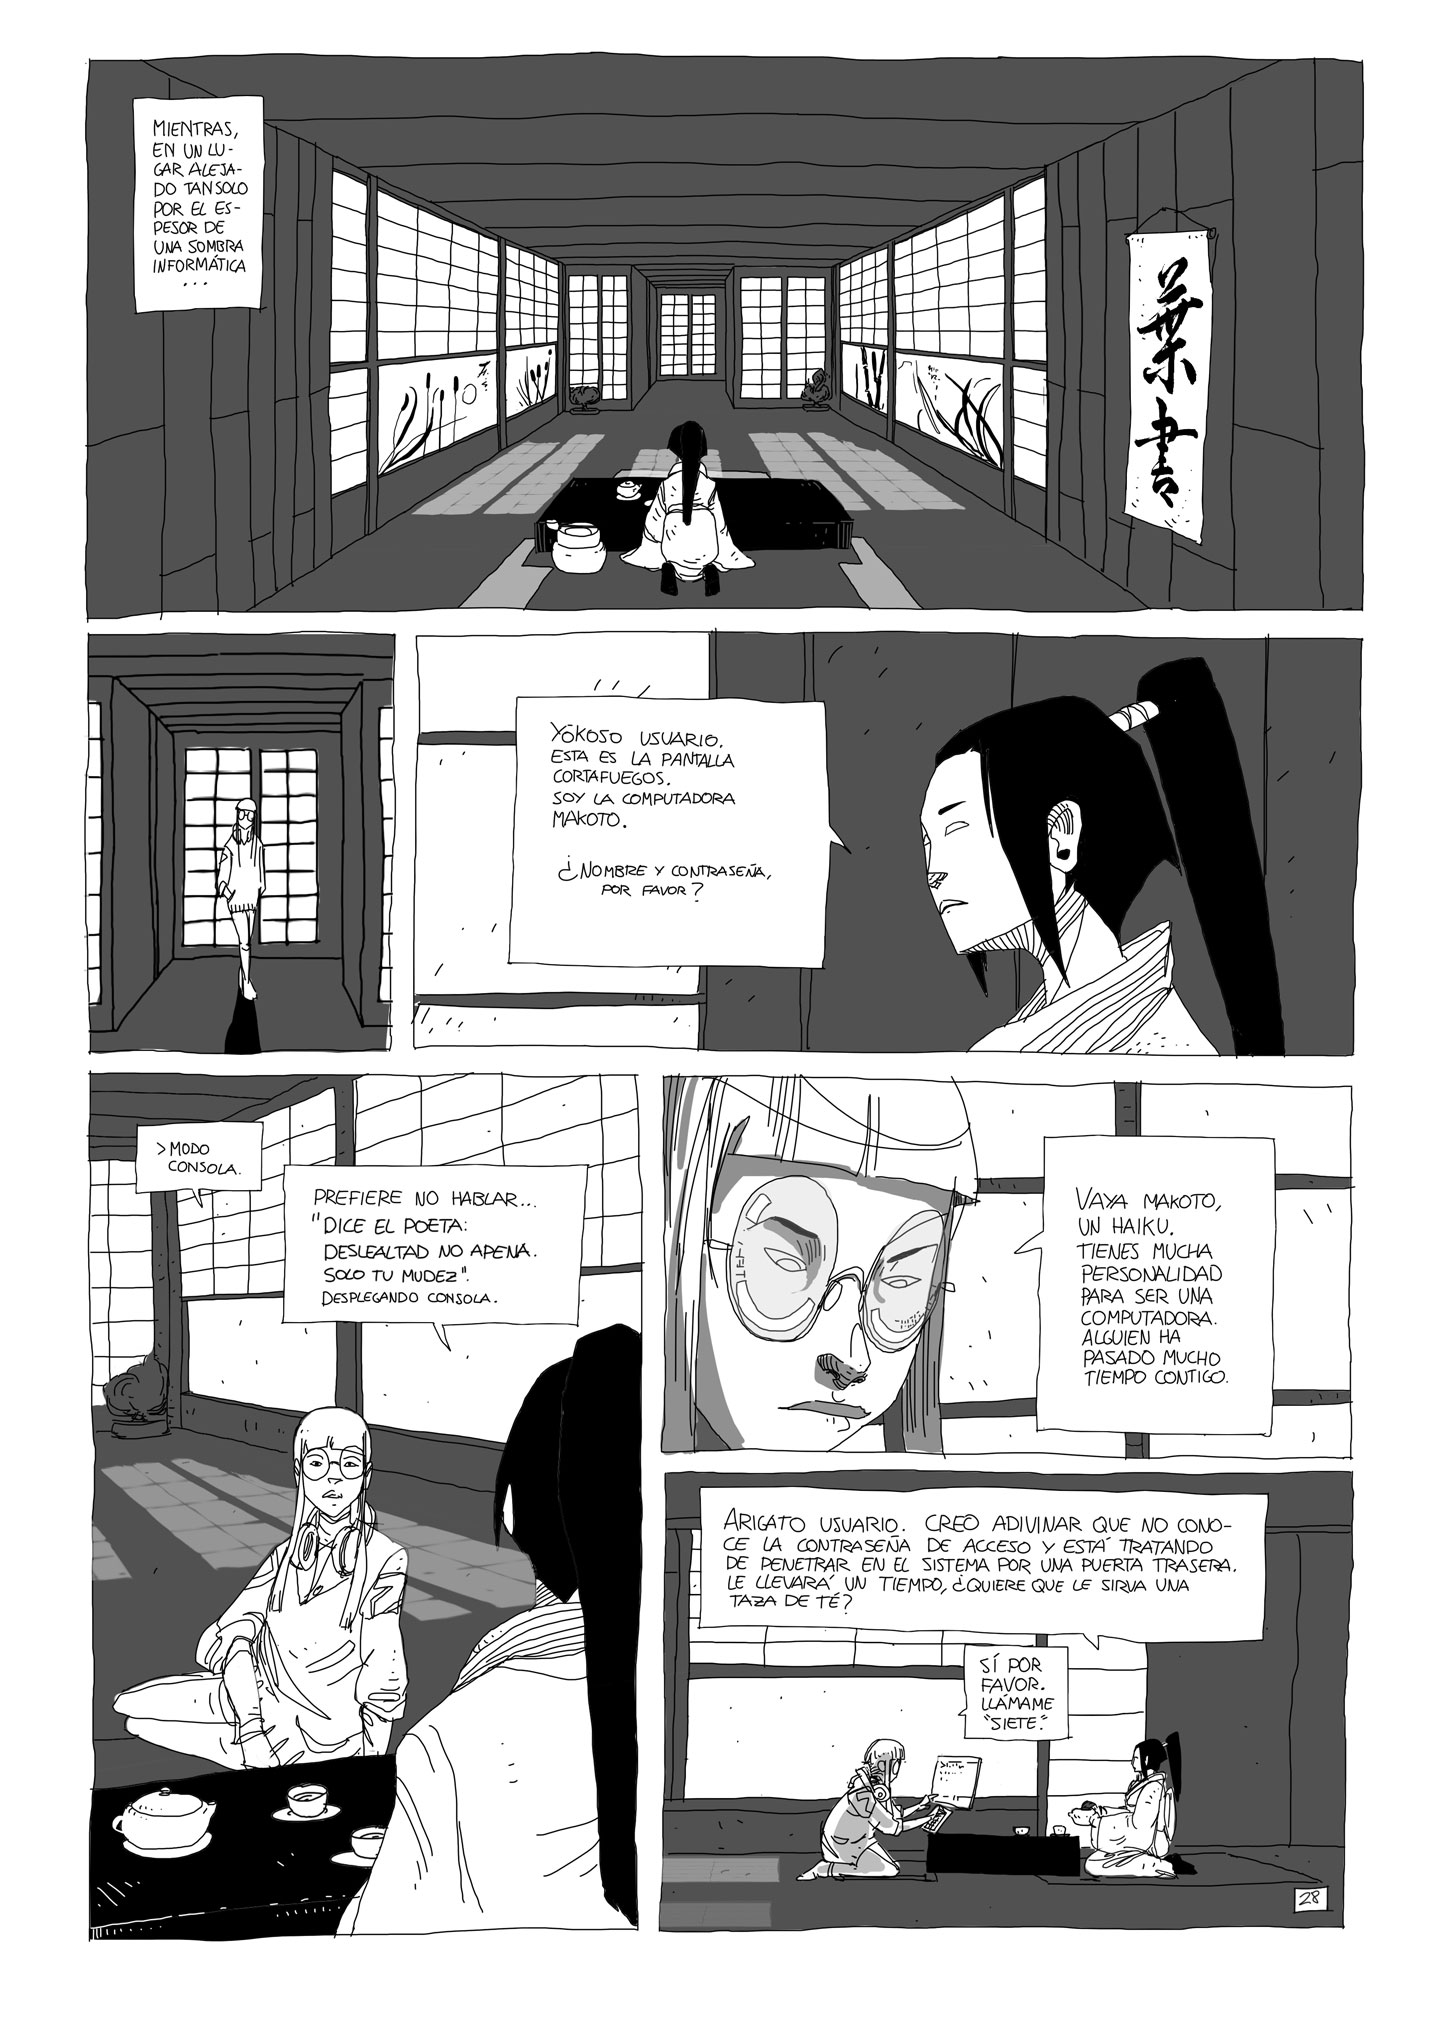 MIENTRAS,
EN UN LU-
GAR ALEJA-
DO TAN SOLO
POR EL ES-
PESOR DE
UNA SOMBRA
INFORMÁTICA
...
葉
書
YŌKOSO USUARIO.
ESTA ES LA PANTALLA
CORTAFUEGOS.
SOY LA COMPUTADORA
MAKOTO.
¿NOMBRE Y CONTRASEÑA,
POR FAVOR?
>MODO
CONSOLA.
PREFIERE NO HABLAR...
"DICE EL POETA:
DESLEALTAD NO APENA.
SOLO TU MUDEZ".
DESPLEGANDO CONSOLA.
VAYA MAKOTO,
UN HAIKU.
TIENES MUCHA
PERSONALIDAD
PARA SER UNA
COMPUTADORA.
ALGUIEN HA
PASADO MUCHO
TIEMPO CONTIGO.
ARIGATO USUARIO. CREO ADIVINAR QUE NO CONO-
CE LA CONTRASEÑA DE ACCESO Y ESTÁ TRATANDO
DE PENETRAR EN EL SISTEMA POR UNA PUERTA TRASERA.
LE LLEVARÁ UN TIEMPO, ¿QUIERE QUE LE SIRVA UNA
TAZA DE TÉ?
SÍ POR
FAVOR.
LLÁMAME
"SIETE".
28